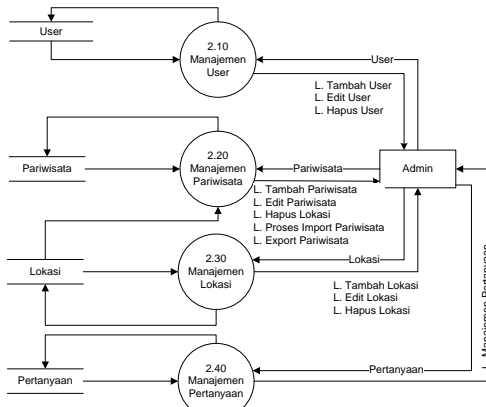 User
2.10
Manajemen
User
User
L. Tambah User
L. Edit User
L. Hapus User
Pariwisata
2.20
Manajemen
Pariwisata
Pariwisata
Admin
L. Tambah Pariwisata
L. Edit Pariwisata
L. Hapus Lokasi
L. Proses Import Pariwisata
L. Export Pariwisata
Lokasi
2.30
Manajemen
Lokasi
Lokasi
L. Tambah Lokasi
L. Edit Lokasi
L. Hapus Lokasi
Pertanyaan
2.40
Manajemen
Pertanyaan
Pertanyaan
L. Manajemen Pertanyaan